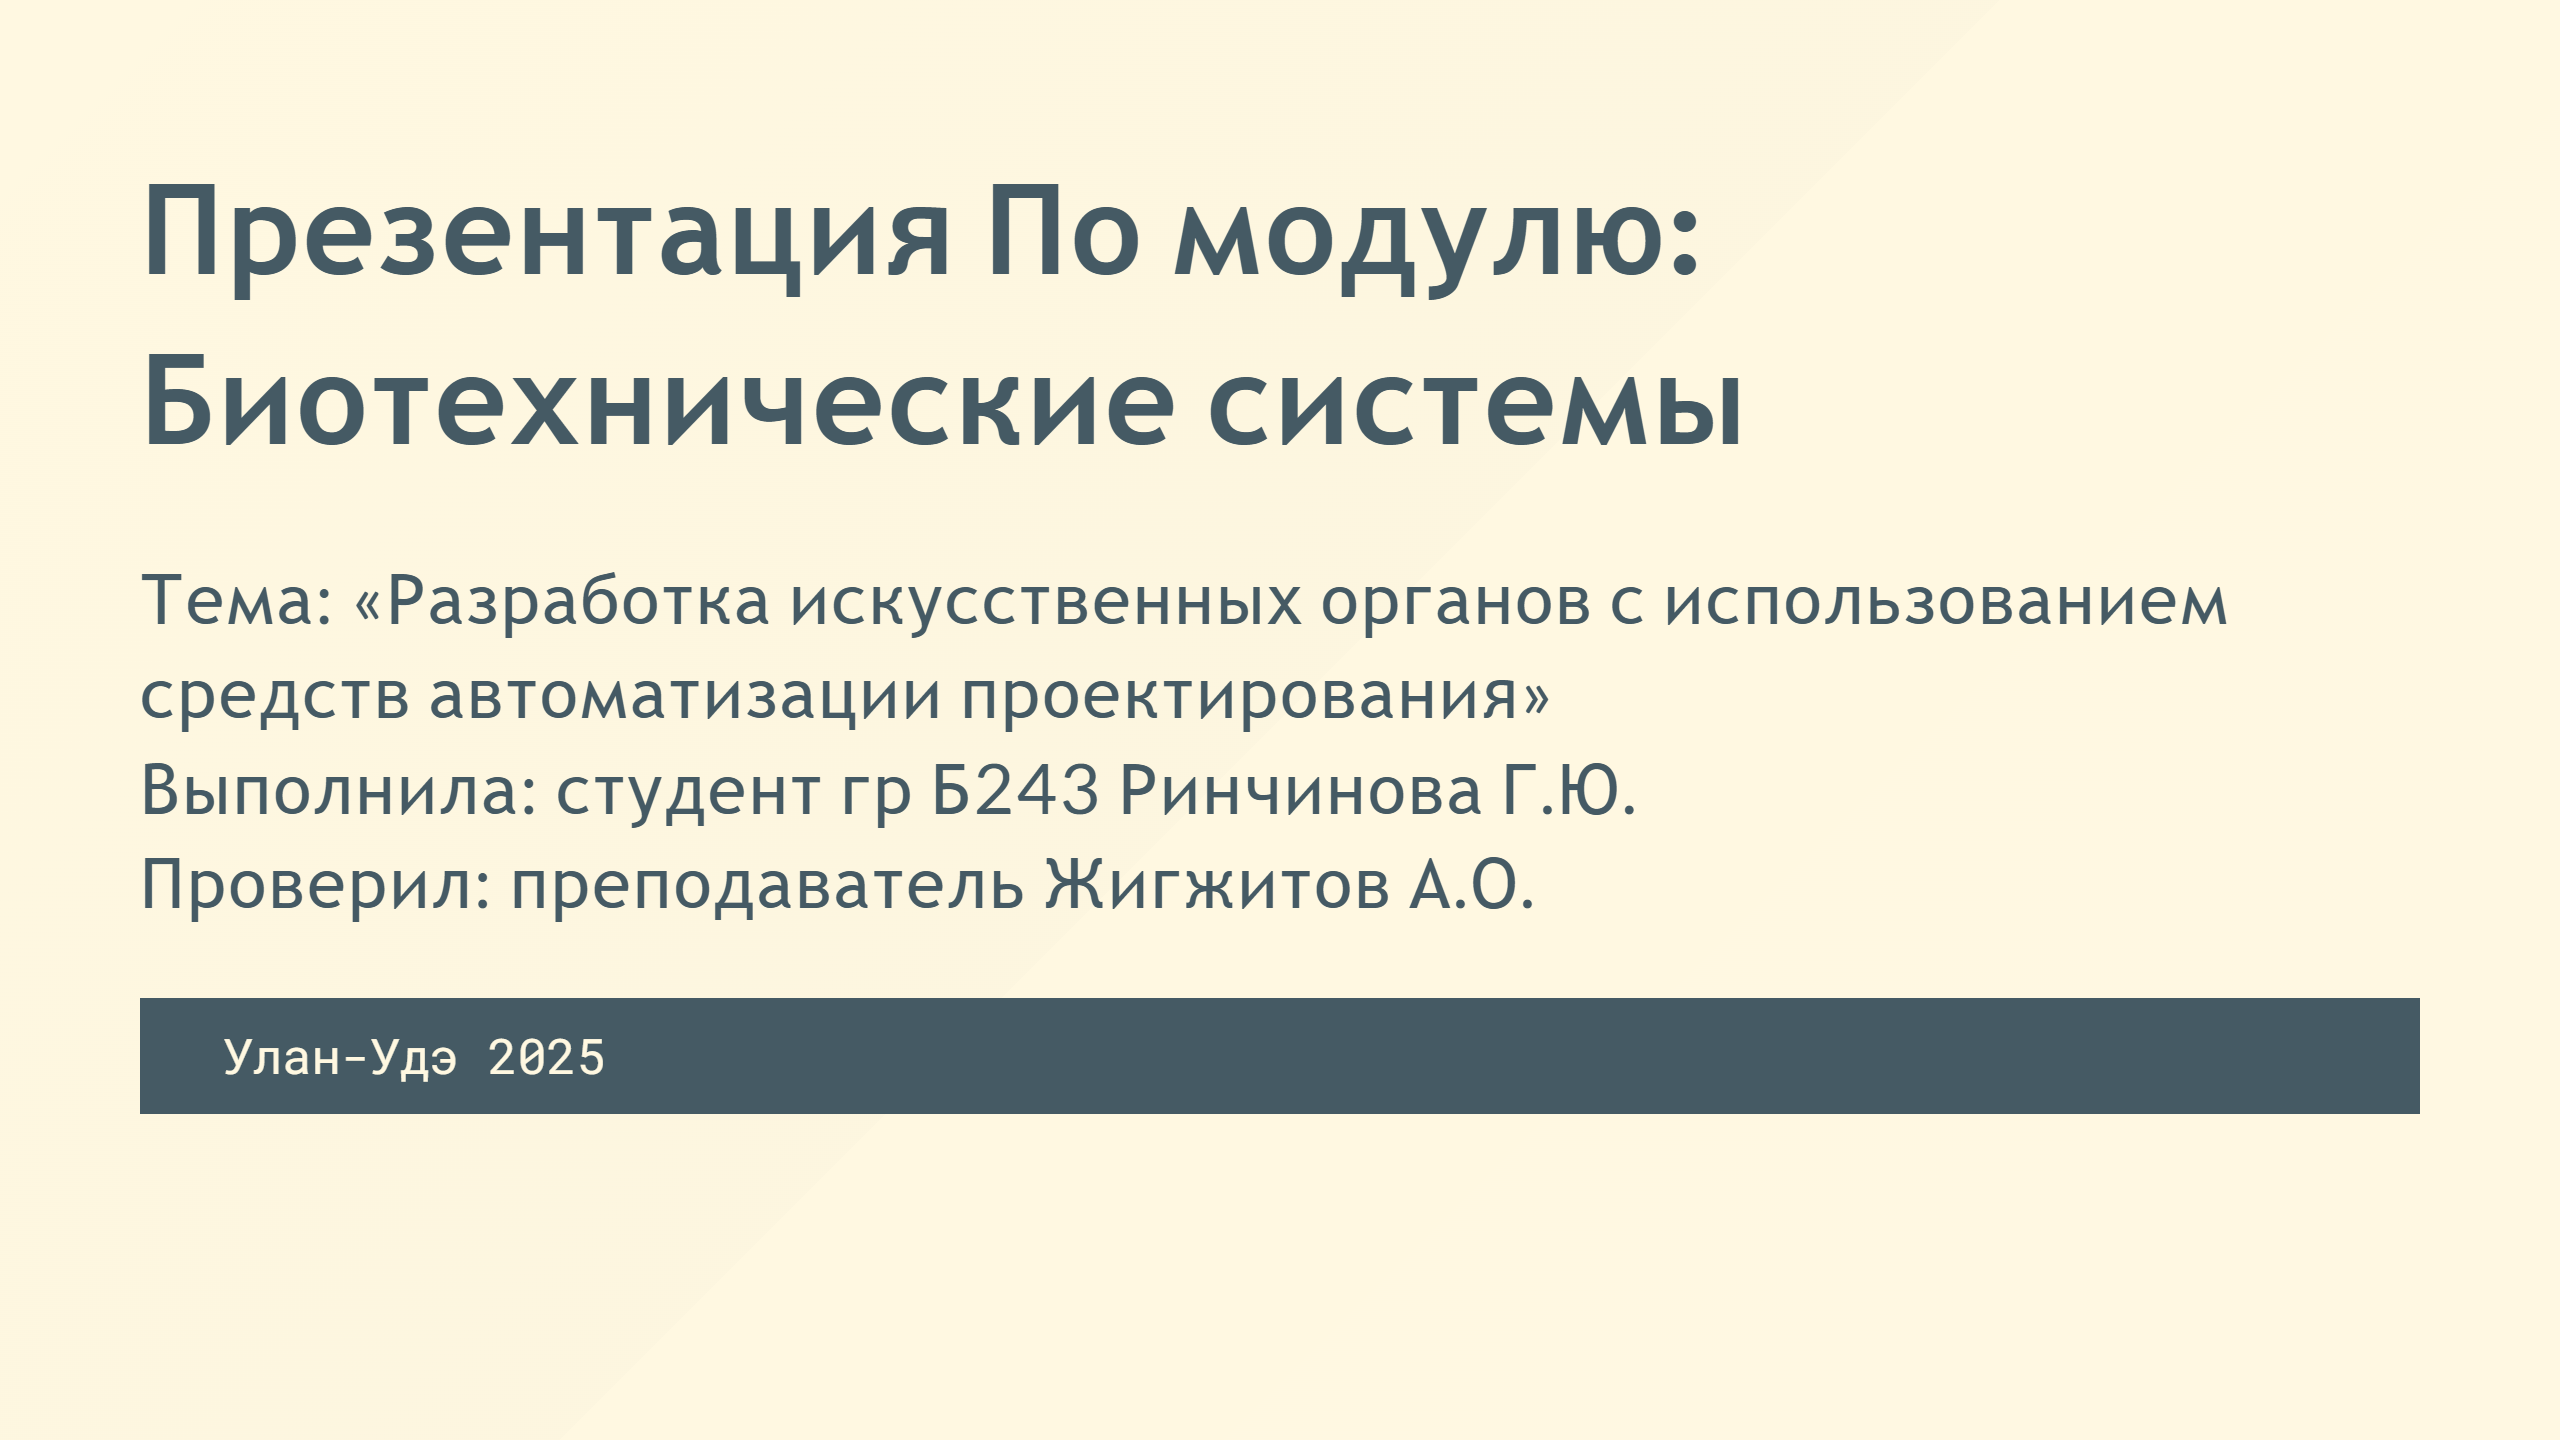 Презентация По модулю:
Биотехнические системы
Тема: «Разработка искусственных органов с использованием
средств автоматизации проектирования»
Выполнила: студент гр Б243 Ринчинова Г.Ю.
Проверил: преподаватель Жигжитов А.О.
Улан-Удэ 2025